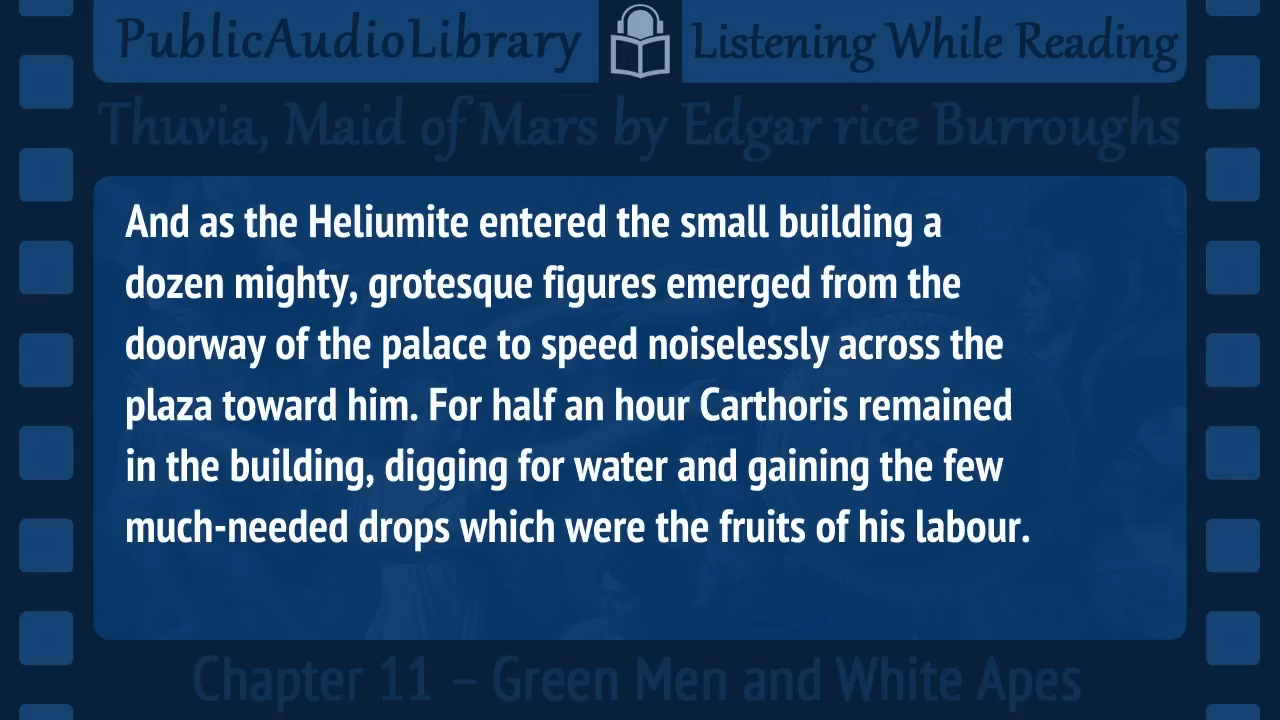 PublicAudioLibrary Listening While Reading
Thuvia, Maid of Mars by Edgar rice Burroughs
And as the Heliumite entered the small building a
dozen mighty, grotesque figures emerged from the
doorway of the palace to speed noiselessly across the
plaza toward him. For half an hour Carthoris remained
in the building, digging for water and gaining the few
much-needed drops which were the fruits of his labour.
Chapter 11 – Green Men and White Apes